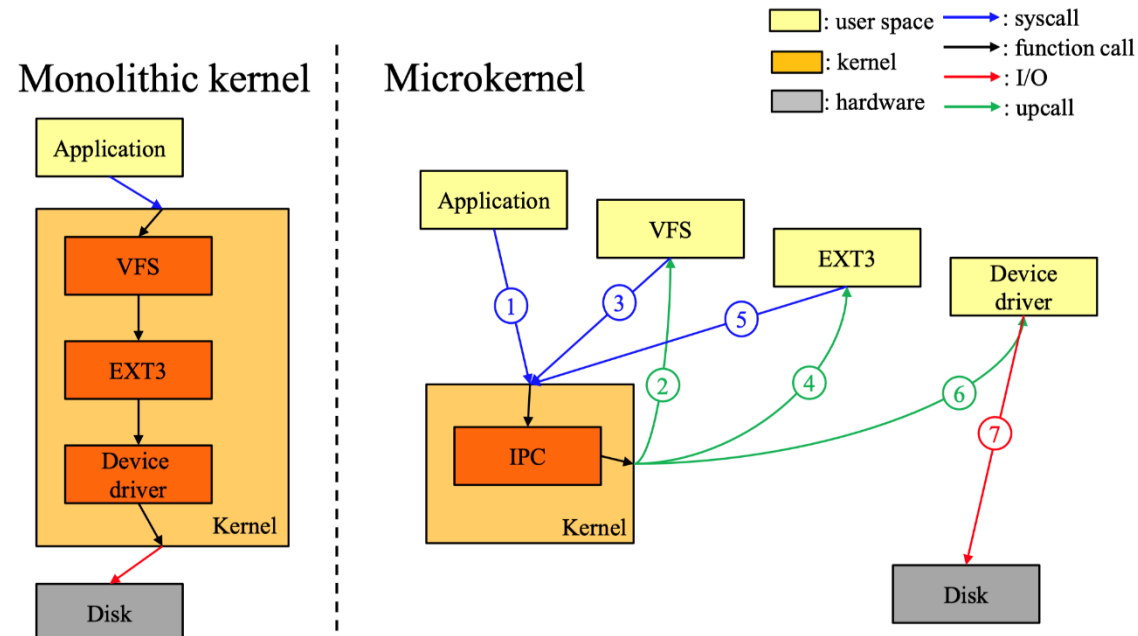 : user space
: syscall
: function call
: kernel
: I/O
: hardware
: upcall
Monolithic kernel
Microkernel
Application
VFS
EXT3
Device
driver
Kernel
Disk
Application
VFS
EXT3
Device
driver
1
3
5
2
4
6
7
IPC
Kernel
Disk